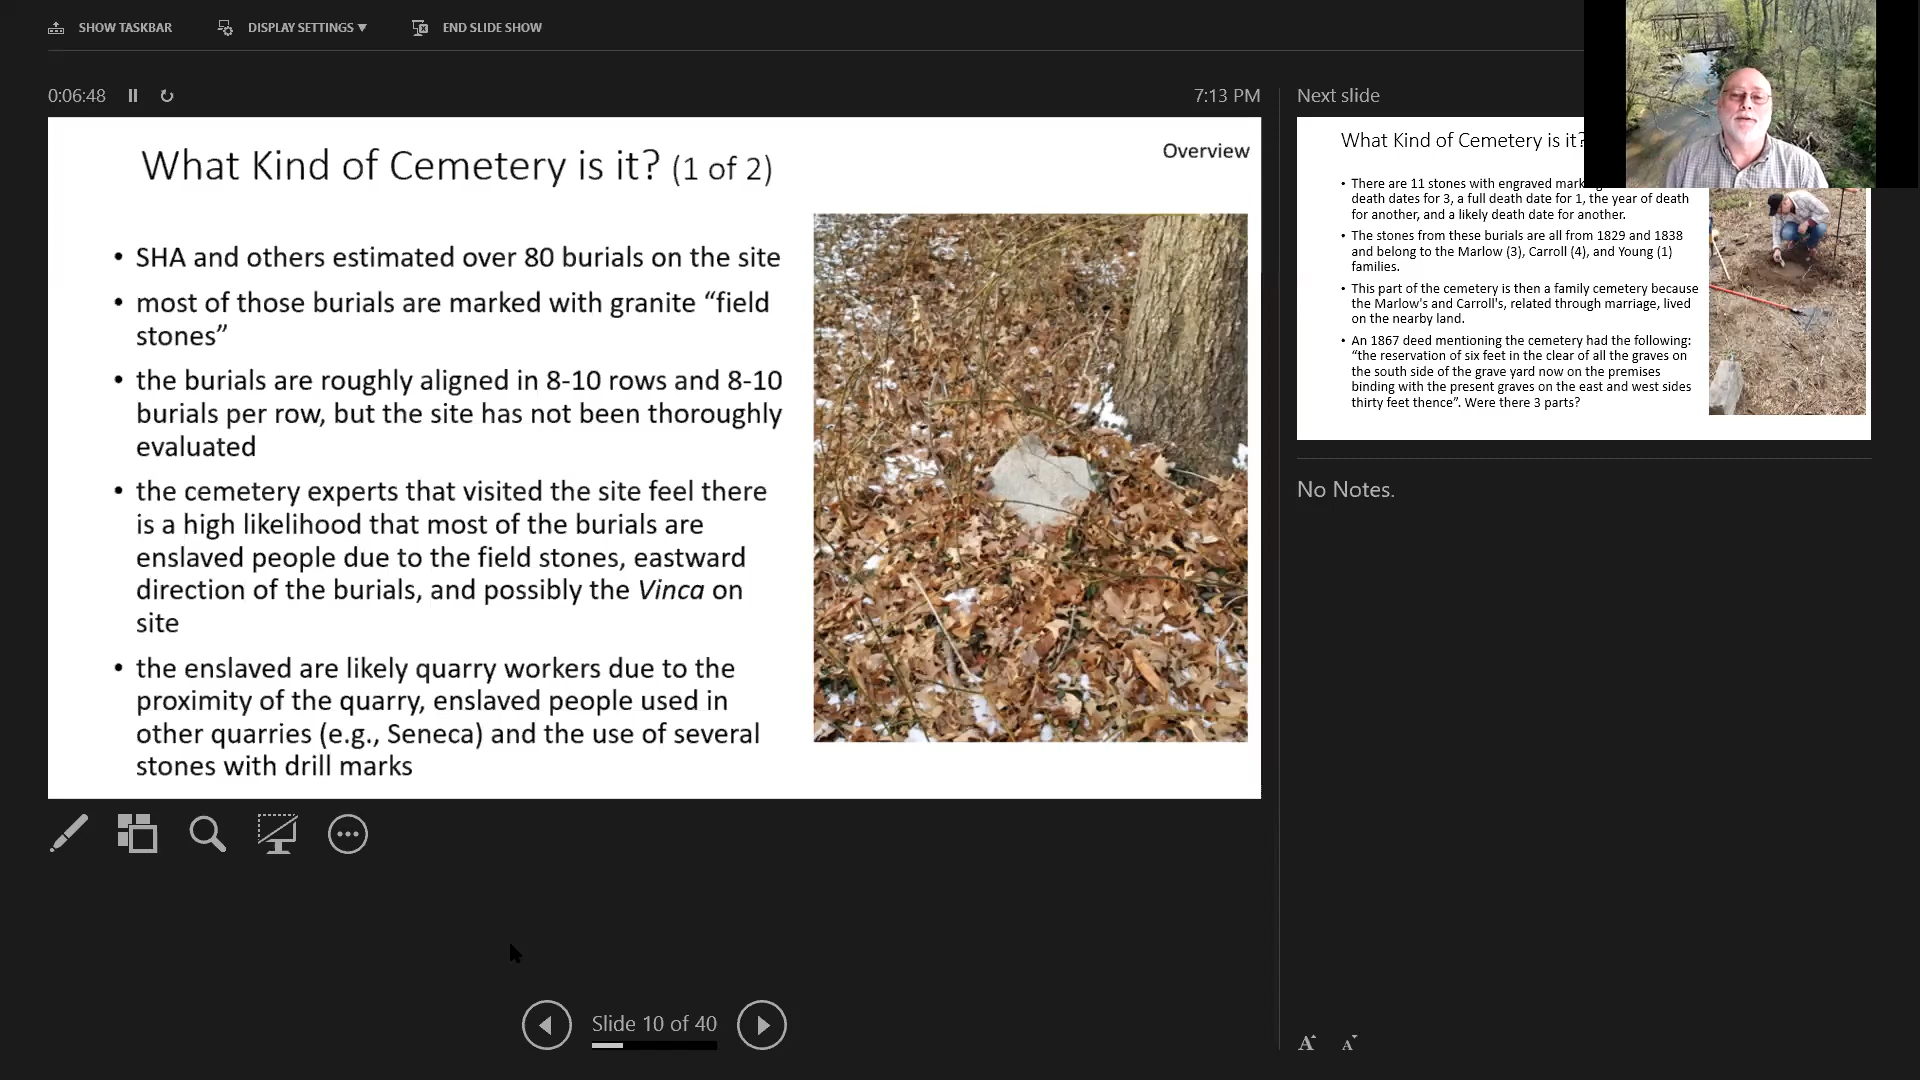 SHOW TASKBAR
DISPLAY SETTINGS
END SLIDE SHOW
0:06:48
7:13 PM
Next slide
What Kind of Cemetery is it? (1 of 2)
Overview
• SHA and others estimated over 80 burials on the site
• most of those burials are marked with granite “field
stones”
• the burials are roughly aligned in 8-10 rows and 8-10
burials per row, but the site has not been thoroughly
evaluated
• the cemetery experts that visited the site feel there
is a high likelihood that most of the burials are
enslaved people due to the field stones, eastward
direction of the burials, and possibly the Vinca on
site
• the enslaved are likely quarry workers due to the
proximity of the quarry, enslaved people used in
other quarries (e.g., Seneca) and the use of several
stones with drill marks
What Kind of Cemetery is it?
• There are 11 stones with engraved
death dates for 3, a full death date for 1, the year of death
for another, and a likely death date for another.
• The stones from these burials are all from 1829 and 1838
and belong to the Marlow (3), Carroll (4), and Young (1)
families.
• This part of the cemetery is then a family cemetery because
the Marlow's and Carroll's, related through marriage, lived
on the nearby land.
• An 1867 deed mentioning the cemetery had the following:
“the reservation of six feet in the clear of all the graves on
the south side of the grave yard now on the premises
binding with the present graves on the east and west sides
thirty feet thence”. Were there 3 parts?
No Notes.
Slide 10 of 40
A A